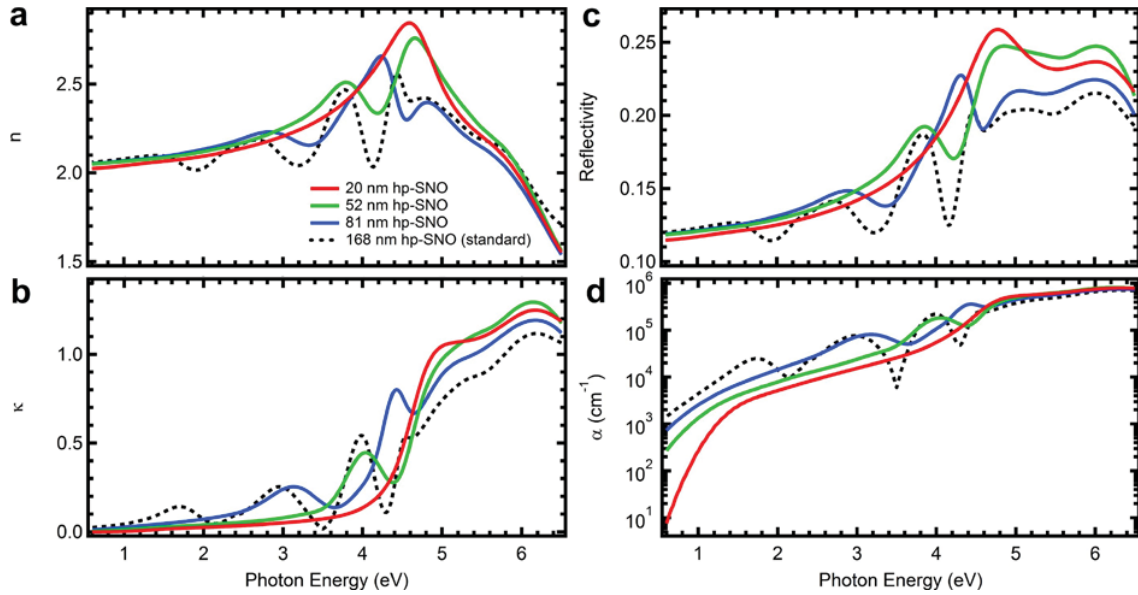 a
n
2.5
2.0
1.5
20 nm hp-SNO
52 nm hp-SNO
81 nm hp-SNO
168 nm hp-SNO (standard)
b
κ
1.0
0.5
0.0
1 2 3 4 5 6
Photon Energy (eV)
c
Reflectivity
0.25
0.20
0.15
0.10
d
α (cm⁻¹)
10⁶
10⁵
10⁴
10³
10²
10¹
1 2 3 4 5 6
Photon Energy (eV)